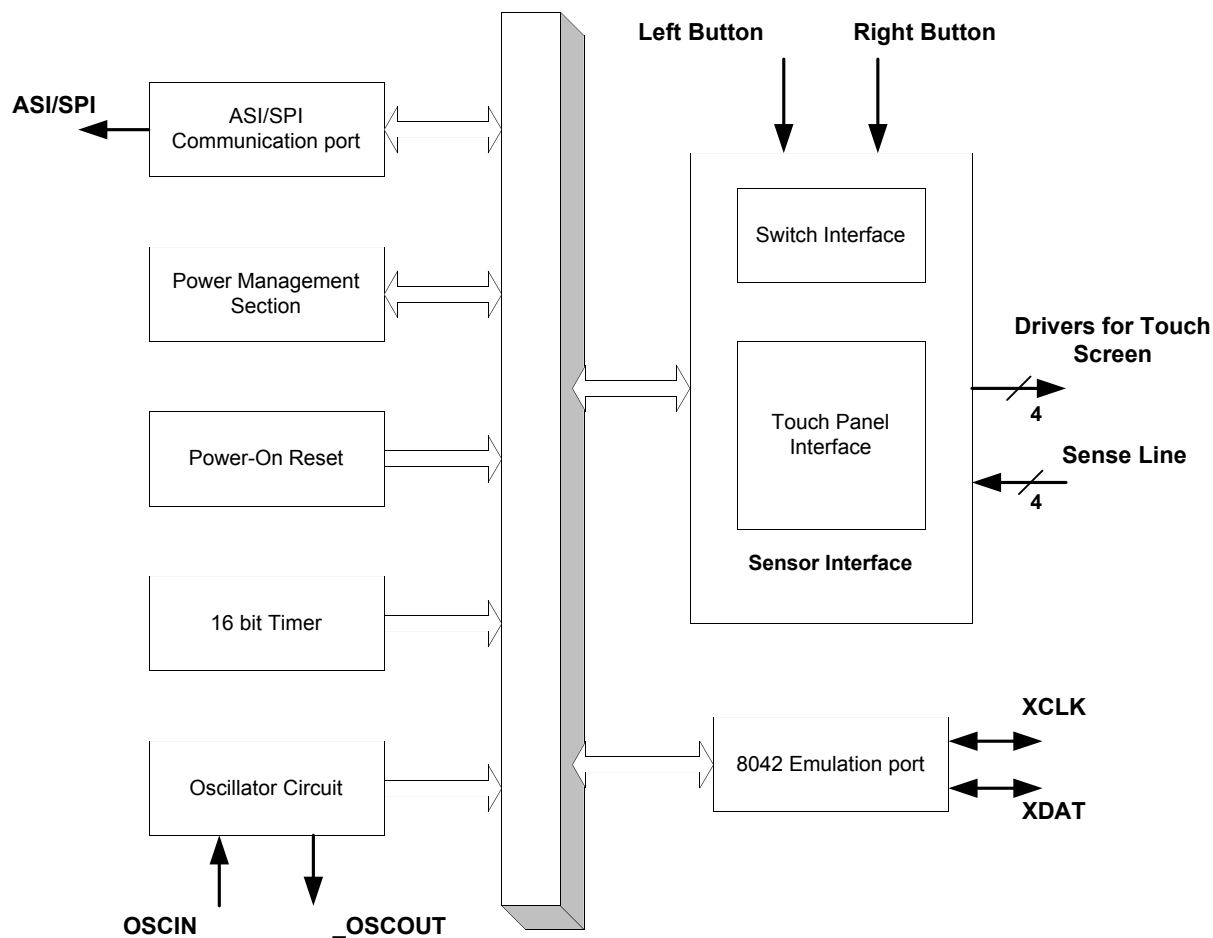 Left Button
Right Button
ASI/SPI
ASI/SPI
Communication port
Switch Interface
Power Management
Section
Drivers for Touch
Screen
4
Touch Panel
Interface
Power-On Reset
Sense Line
4
Sensor Interface
16 bit Timer
XCLK
8042 Emulation port
Oscillator Circuit
XDAT
OSCIN
_OSCOUT